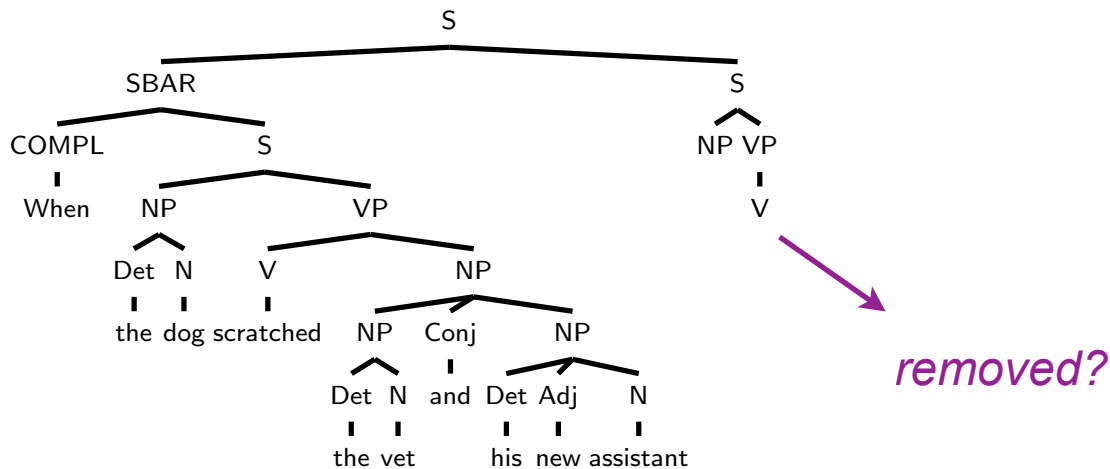 S
SBAR S
COMPL S NP VP
When NP VP V
Det N V NP
the dog scratched NP Conj NP
removed?
Det N and Det Adj N
the vet his new assistant